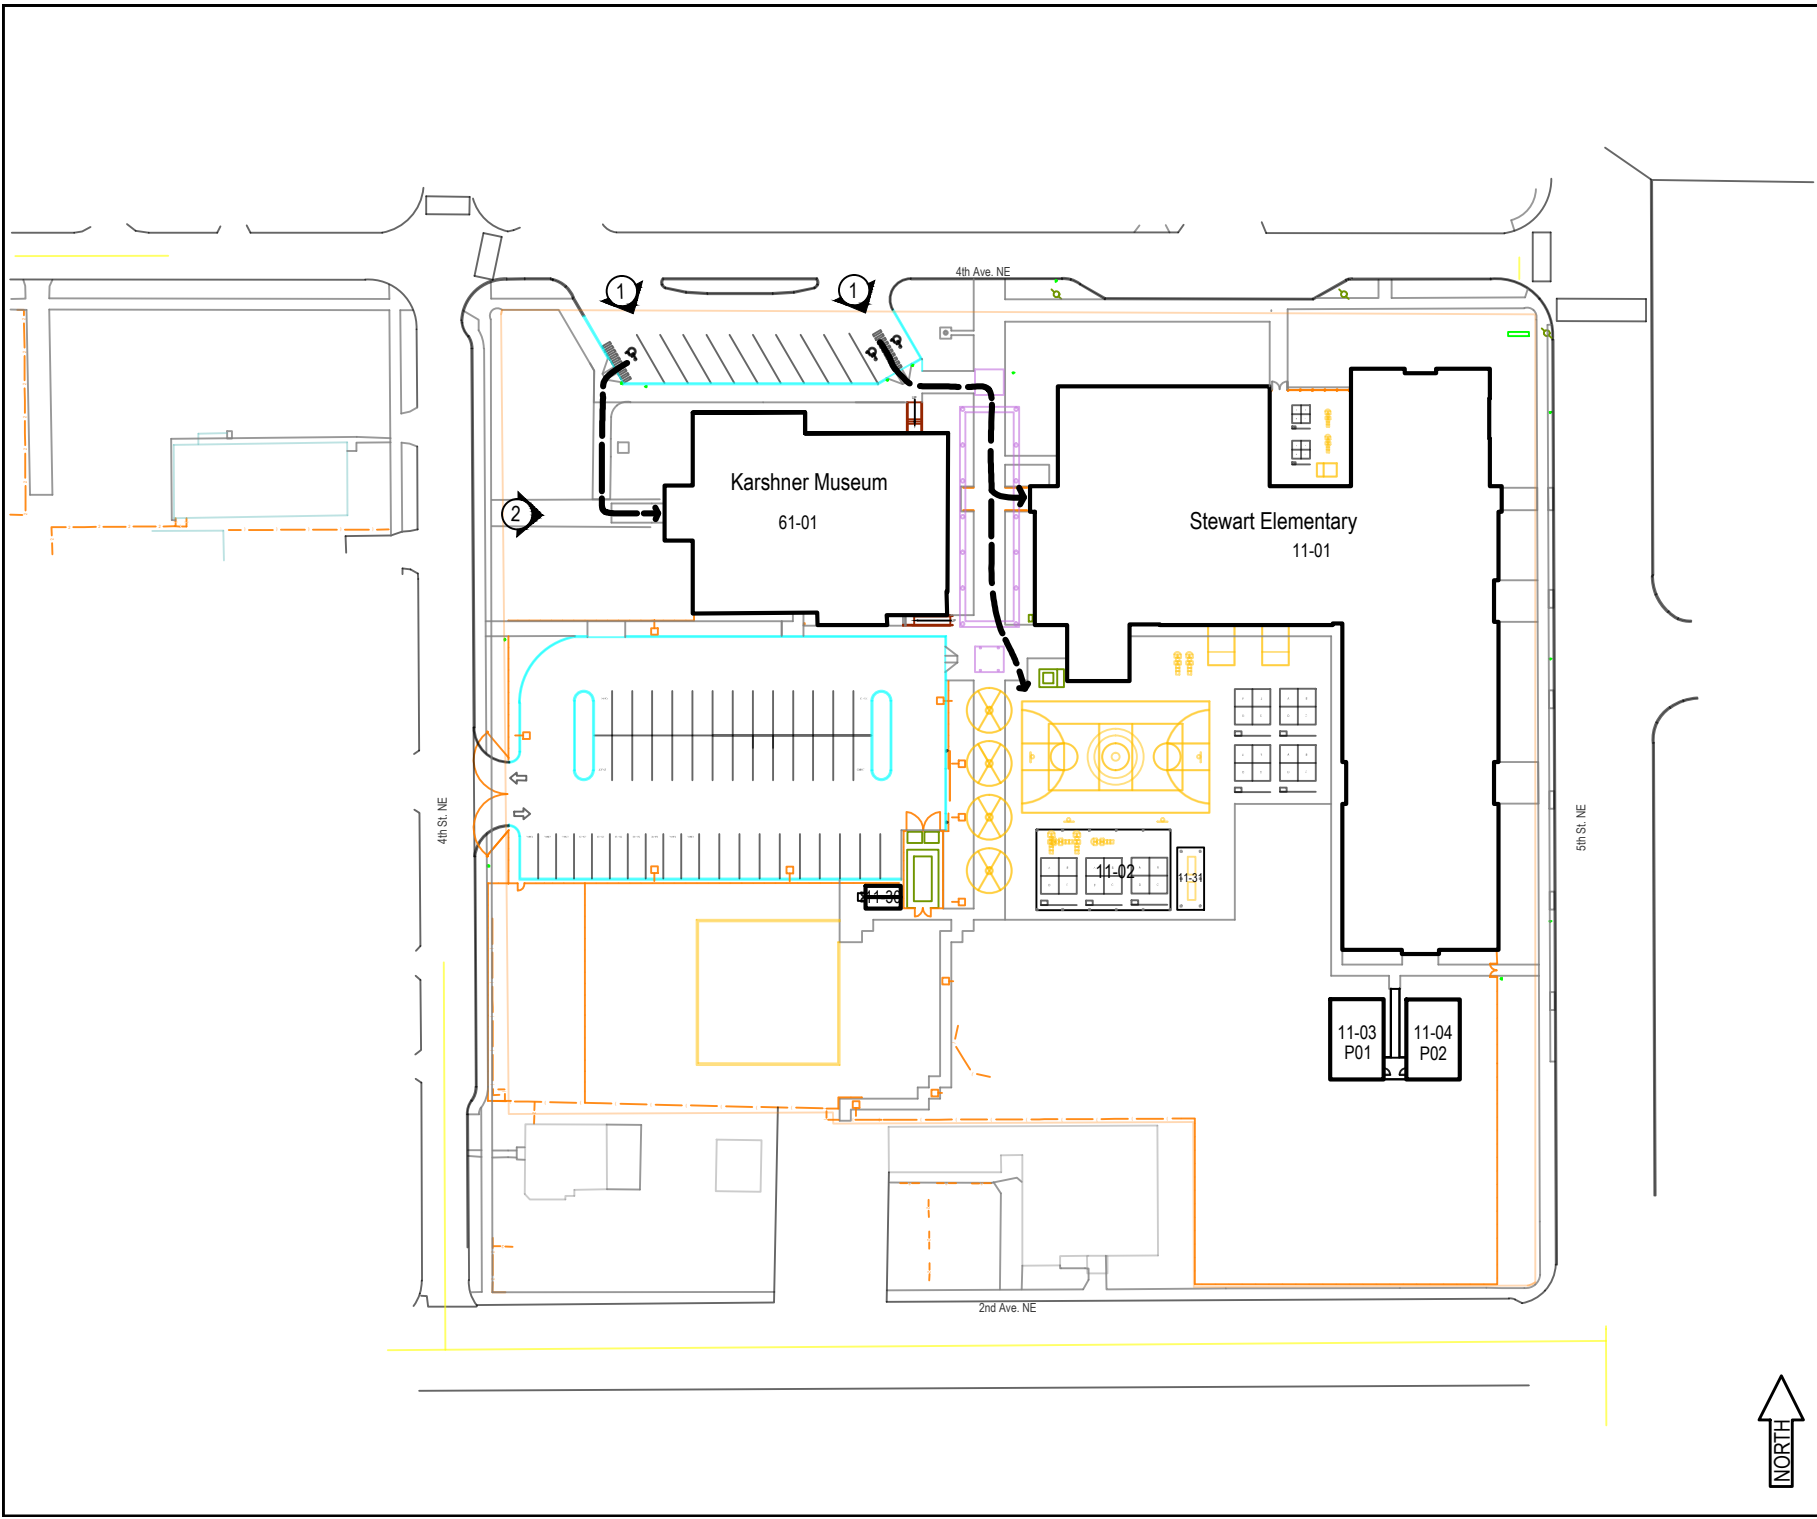 4th Ave. NE
1
1
Karshner Museum
61-01
2
Stewart Elementary
11-01
4th St. NE
5th St. NE
11-02
11-31
11-03
P01
11-04
P02
2nd Ave. NE
NORTH